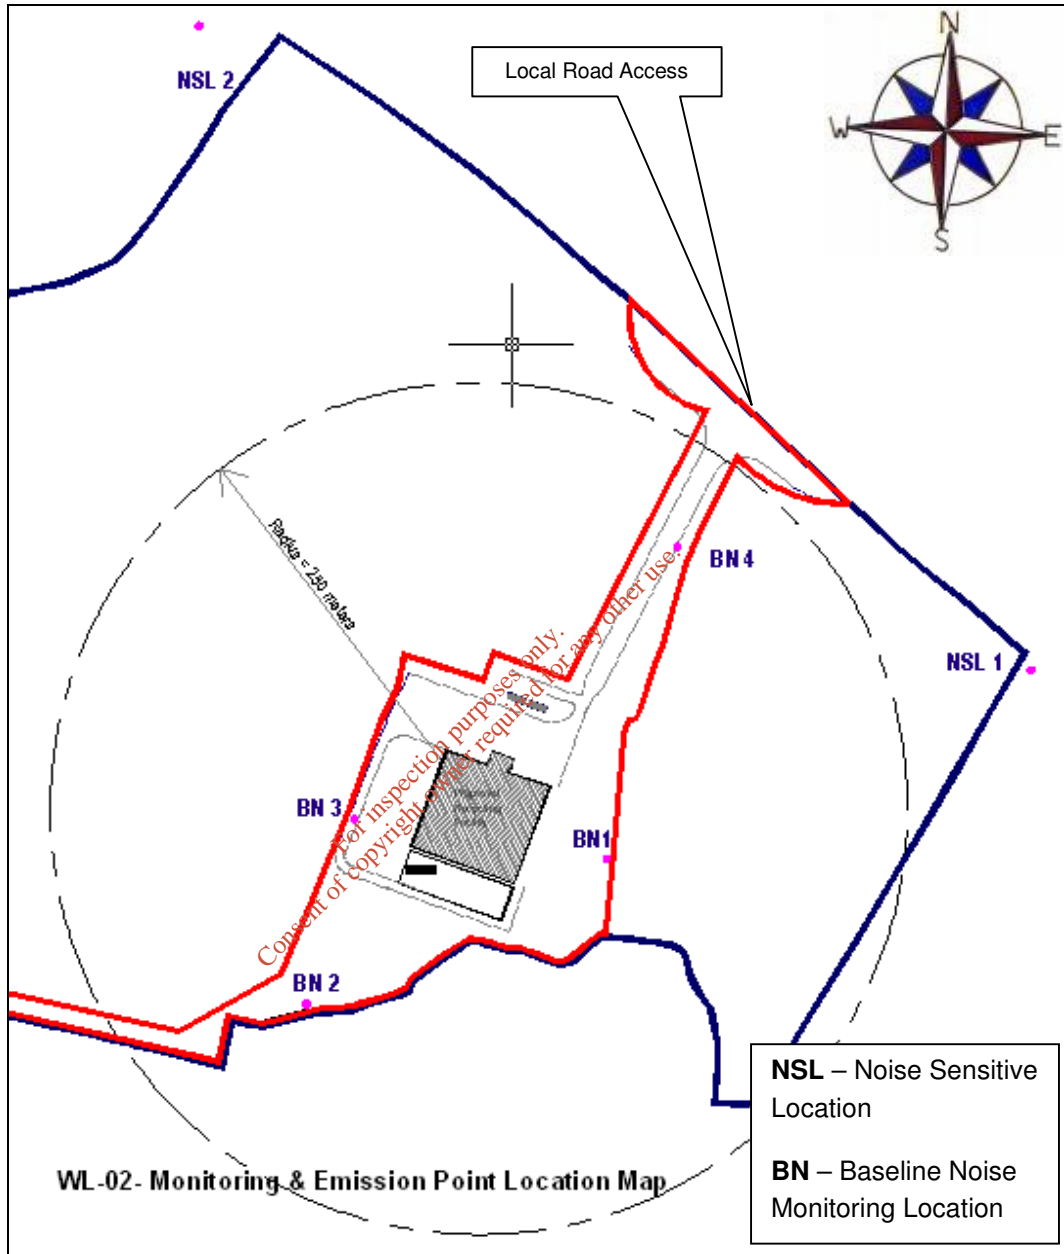 N
NSL 2
Local Road Access
W
E
S
Radius = 250 meters
BN 4
For inspection purposes only.
Consent of copyright owner required for any other use.
NSL 1
BN 3
BN1
BN 2
NSL – Noise Sensitive
Location
BN – Baseline Noise
Monitoring Location
WL-02- Monitoring & Emission Point Location Map